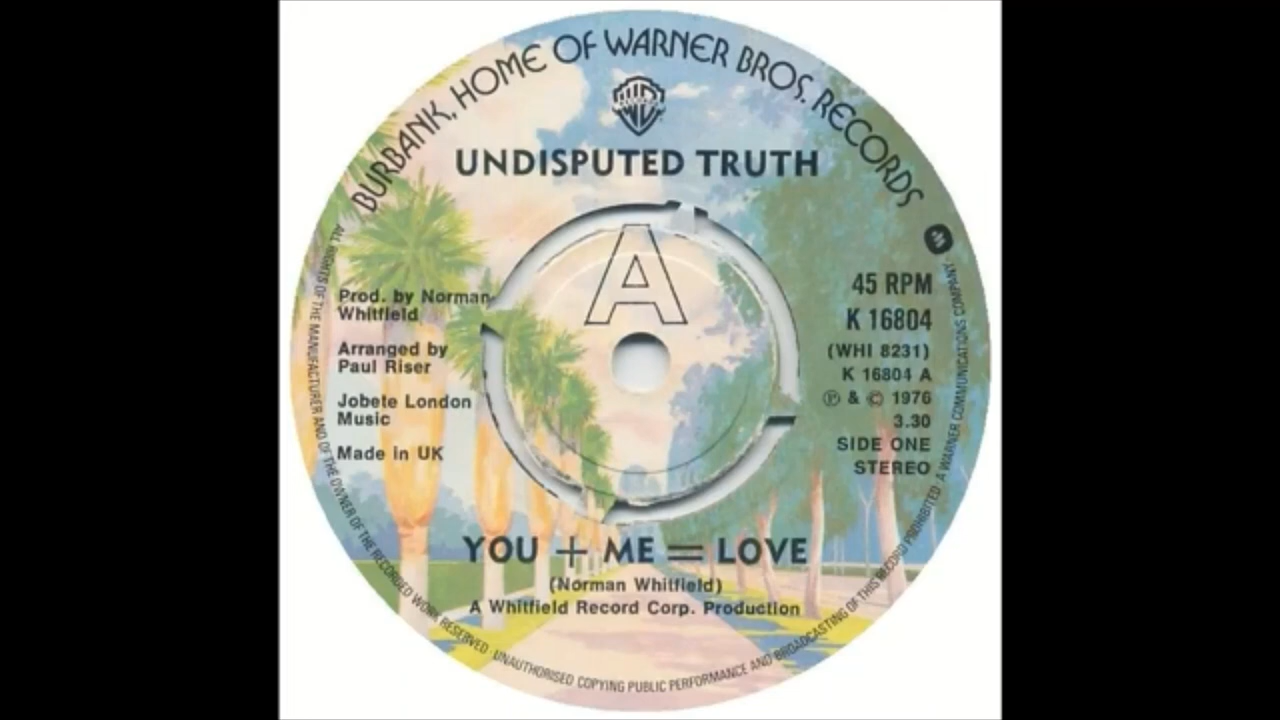 BURBANK, HOME OF WARNER BROS. RECORDS
UNDISPUTED TRUTH
A
Prod. by Norman
Whitfield
Arranged by
Paul Riser
Jobete London
Music
Made in UK
45 RPM
K 16804
(WHI 8231)
K 16804 A
Ⓟ & © 1976
3.30
SIDE ONE
STEREO
YOU + ME = LOVE
(Norman Whitfield)
A Whitfield Record Corp. Production
ALL RIGHTS OF THE MANUFACTURER AND OF THE OWNER OF THE RECORDED WORK RESERVED · UNAUTHORISED COPYING PUBLIC PERFORMANCE AND BROADCASTING OF THIS RECORD PROHIBITED · A WARNER COMMUNICATIONS COMPANY.